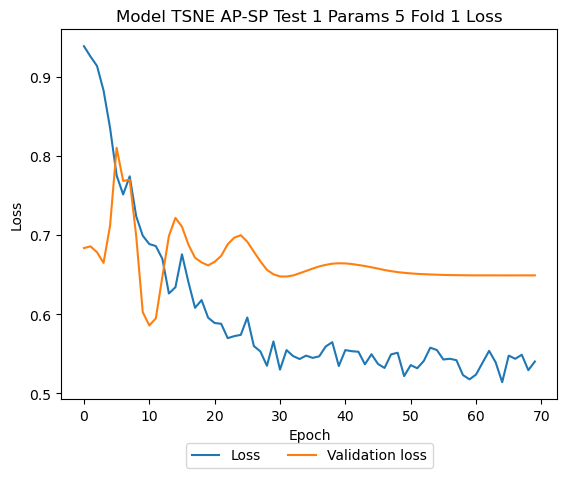 Model TSNE AP-SP Test 1 Params 5 Fold 1 Loss
0.9
0.8
0.7
0.6
0.5
Loss
0 10 20 30 40 50 60 70
Epoch
Loss Validation loss